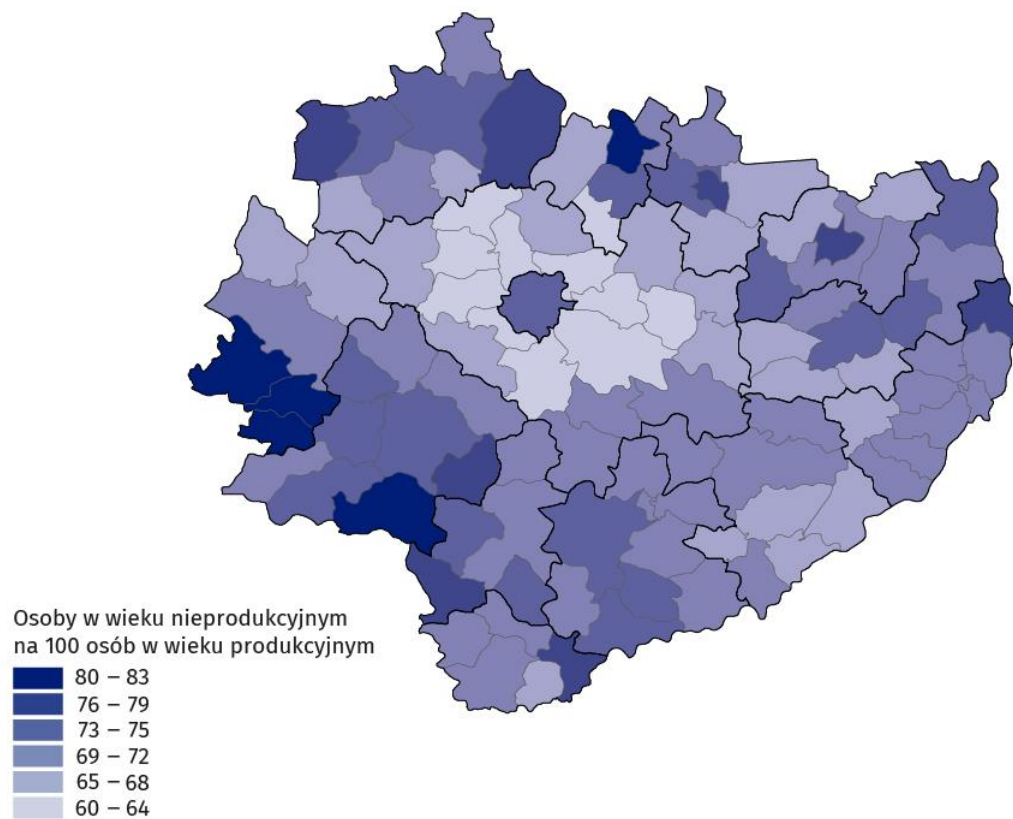 Osoby w wieku nieprodukcyjnym
na 100 osób w wieku produkcyjnym
80 – 83
76 – 79
73 – 75
69 – 72
65 – 68
60 – 64